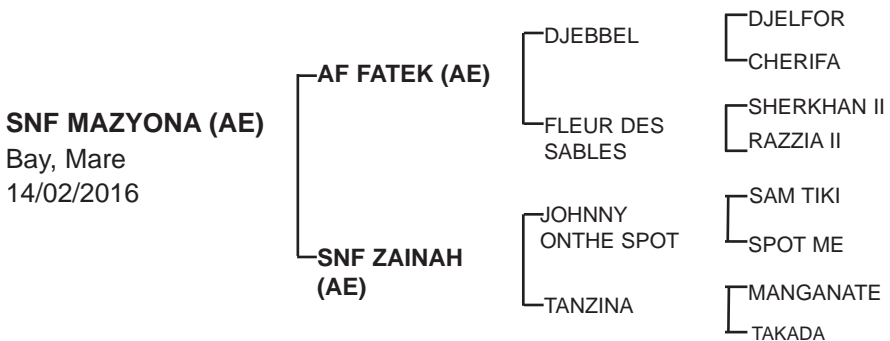 SNF MAZYONA (AE)
Bay, Mare
14/02/2016
AF FATEK (AE)
SNF ZAINAH
(AE)
DJEBBEL
FLEUR DES
SABLES
JOHNNY
ONTHE SPOT
TANZINA
DJELFOR
CHERIFA
SHERKHAN II
RAZZIA II
SAM TIKI
SPOT ME
MANGANATE
TAKADA